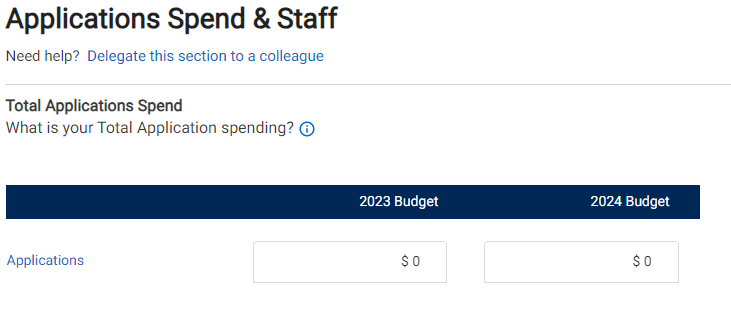 Applications Spend & Staff
Need help? Delegate this section to a colleague
Total Applications Spend
What is your Total Application spending?
2023 Budget 2024 Budget
Applications $ 0 $ 0